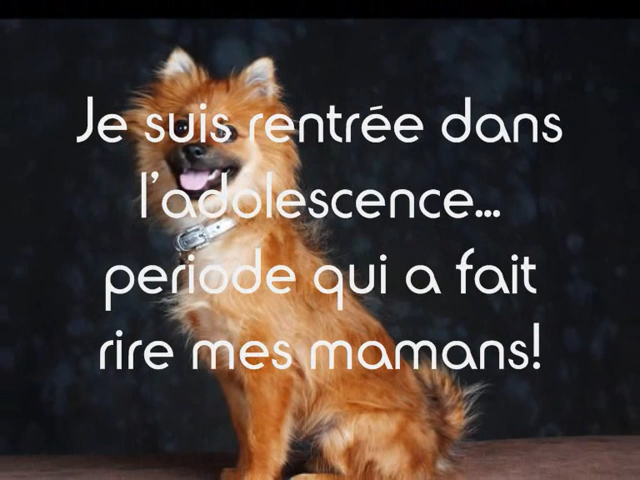 Je suis rentrée dans
l'adolescence...
periode qui a fait
rire mes mamans!